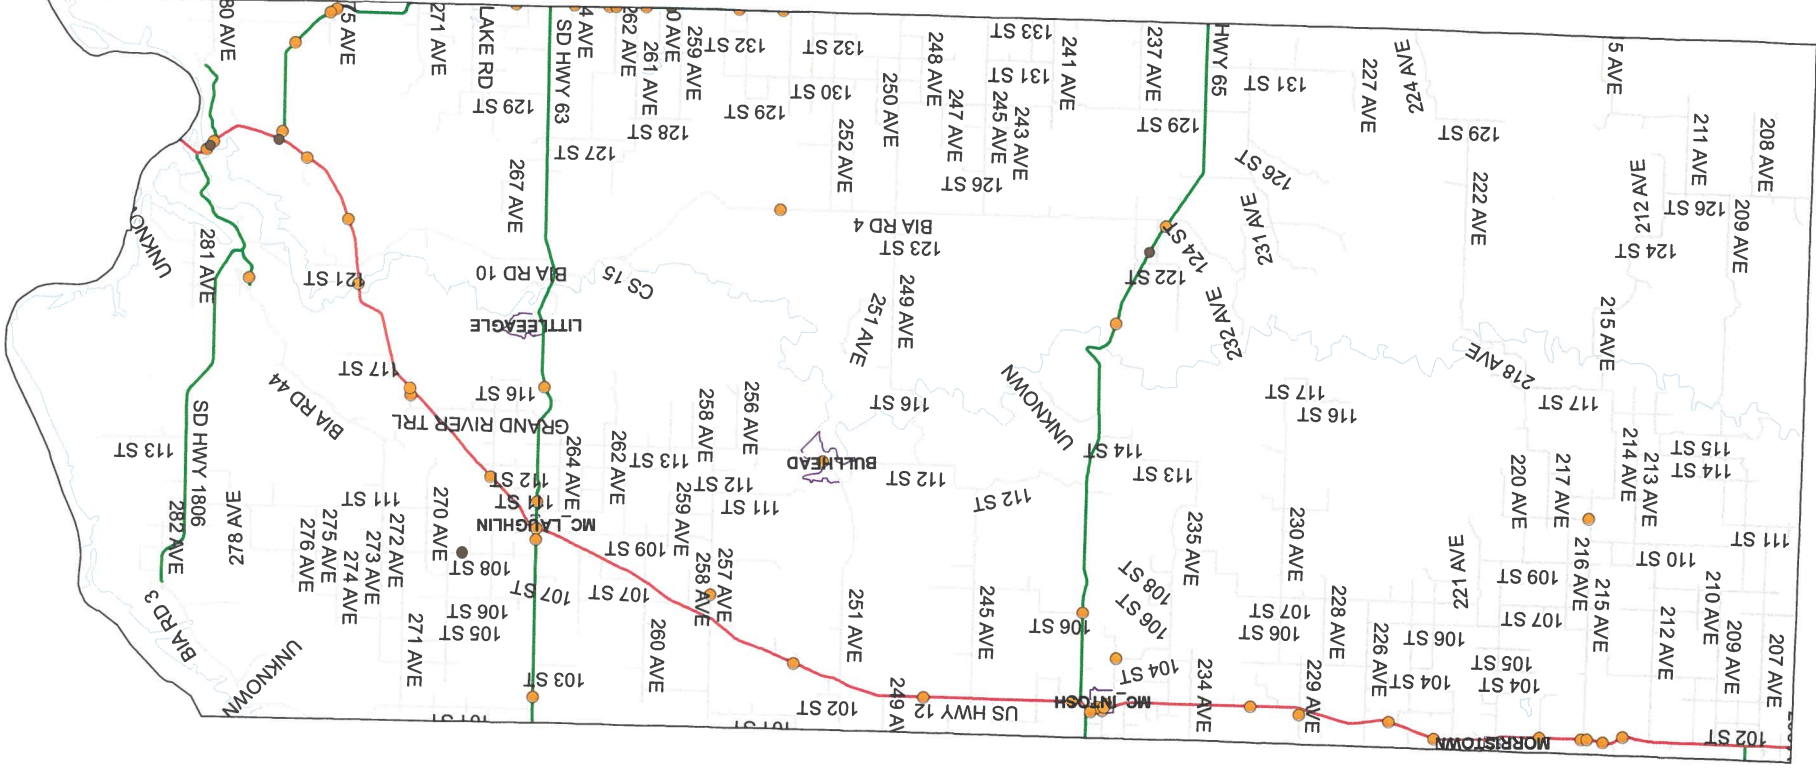 80 AVE
5 AVE
271 AVE
LAKE RD
SD HWY 63
4 AVE
262 AVE
261 AVE
0 AVE
259 AVE
132 ST
132 ST
248 AVE
133 ST
241 AVE
237 AVE
HWY 65
131 ST
227 AVE
224 AVE
5 AVE
129 ST
128 ST
127 ST
129 ST
130 ST
250 AVE
252 AVE
247 AVE
131 ST
245 AVE
243 AVE
126 ST
129 ST
126 ST
129 ST
211 AVE
208 AVE
267 AVE
BIA RD 4
123 ST
124 ST
122 ST
231 AVE
222 AVE
212 AVE
126 ST
124 ST
209 AVE
281 AVE
121 ST
BIA RD 10
CS 15
LITTLEEAGLE
251 AVE
249 AVE
232 AVE
215 AVE
218 AVE
117 ST
BIA RD 44
SD HWY 1806
113 ST
116 ST
GRAND RIVER TRL
258 AVE
256 AVE
116 ST
UNKNOWN
117 ST
116 ST
117 ST
264 AVE
262 AVE
113 ST
112 ST
111 ST
BULLHEAD
112 ST
112 ST
114 ST
113 ST
220 AVE
217 AVE
214 AVE
213 AVE
115 ST
114 ST
282 AVE
278 AVE
276 AVE
275 AVE
274 AVE
273 AVE
272 AVE
111 ST
270 AVE
112 ST
111 ST
MC_LAUGHLIN
108 ST
109 ST
259 AVE
107 ST
107 ST
258 AVE
257 AVE
235 AVE
230 AVE
221 AVE
109 ST
216 AVE
215 AVE
110 ST
111 ST
BIA RD 3
UNKNOWN
271 AVE
106 ST
105 ST
103 ST
260 AVE
251 AVE
245 AVE
106 ST
108 ST
106 ST
104 ST
107 ST
106 ST
228 AVE
226 AVE
106 ST
104 ST
107 ST
105 ST
104 ST
212 AVE
210 AVE
209 AVE
207 AVE
102 ST
249 AV
US HWY 12
MC_INTOSH
234 AVE
229 AVE
MORRISTOWN
102 ST